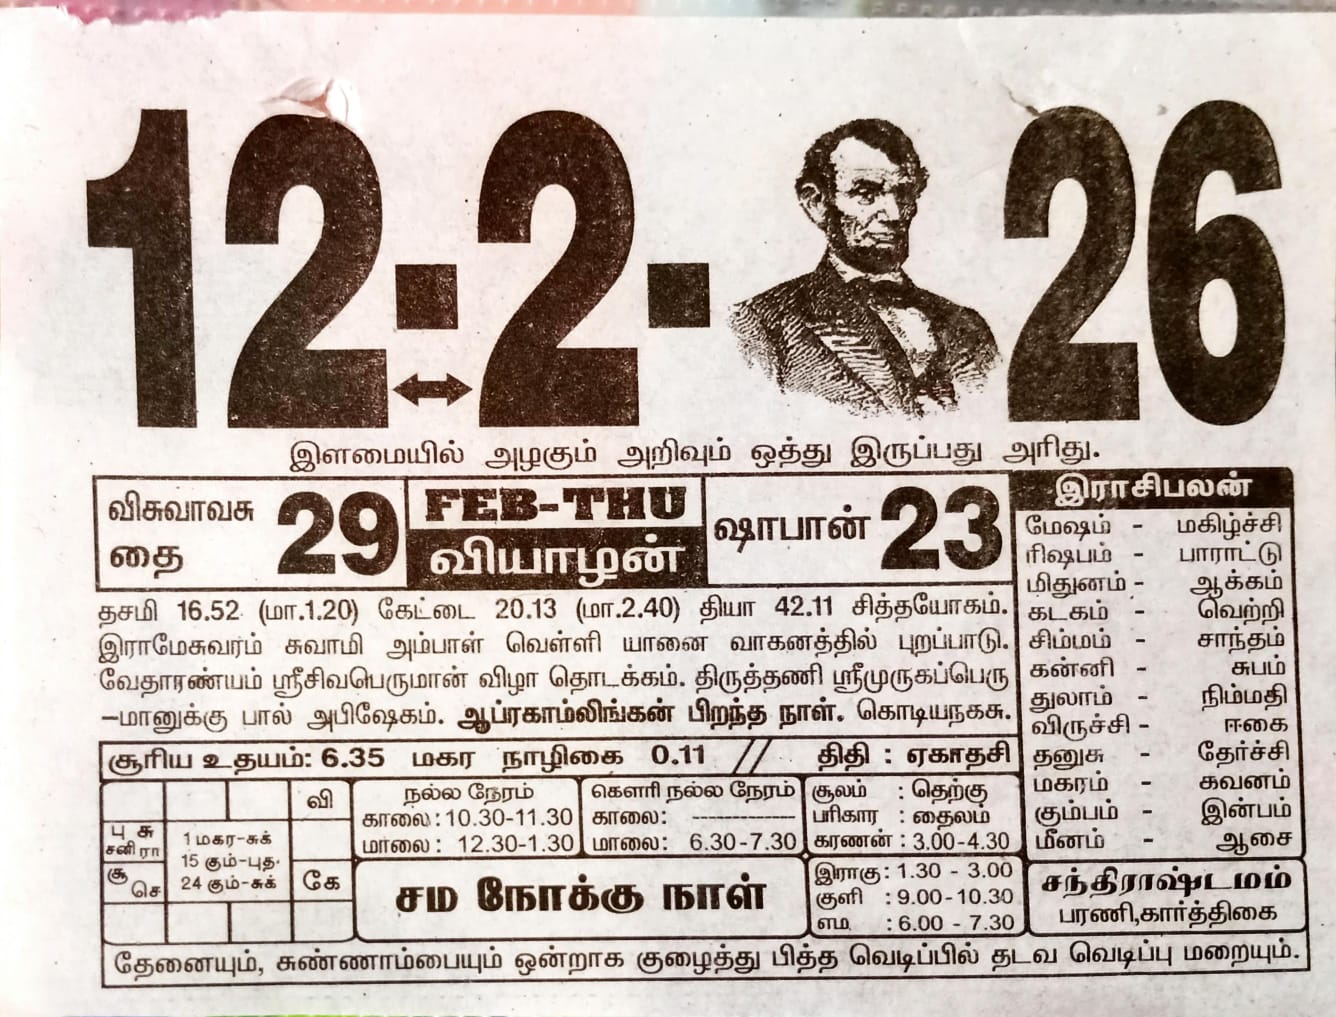 12-2-26
இளமையில் அழகும் அறிவும் ஒத்து இருப்பது அரிது.
விசுவாவசு
தை 29
FEB-THU
வியாழன்
ஷாபான் 23
தசமி 16.52 (மா.1.20) கேட்டை 20.13 (மா.2.40) தியா 42.11 சித்தயோகம்.
இராமேசுவரம் சுவாமி அம்பாள் வெள்ளி யானை வாகனத்தில் புறப்பாடு.
வேதாரண்யம் ஸ்ரீசிவபெருமான் விழா தொடக்கம். திருத்தணி ஸ்ரீமுருகப்பெரு
-மானுக்கு பால் அபிஷேகம். ஆப்ரகாம்லிங்கன் பிறந்த நாள். கொடியநகசு.
சூரிய உதயம்: 6.35 மகர நாழிகை 0.11 // திதி : ஏகாதசி
இராசிபலன்
மேஷம் - மகிழ்ச்சி
ரிஷபம் - பாராட்டு
மிதுனம் - ஆக்கம்
கடகம் - வெற்றி
சிம்மம் - சாந்தம்
கன்னி - சுபம்
துலாம் - நிம்மதி
விருச்சி - ஈகை
தனுசு - தேர்ச்சி
மகரம் - கவனம்
கும்பம் - இன்பம்
மீனம் - ஆசை
வி
பு சு
சனி ரா
சூ
செ
1 மகர-சுக்
15 கும்-புத
24 கும்-சுக்
கே
நல்ல நேரம்
காலை : 10.30-11.30
மாலை : 12.30-1.30
கௌரி நல்ல நேரம்
காலை: -------------
மாலை: 6.30-7.30
சூலம் : தெற்கு
பரிகார : தைலம்
கரணன் : 3.00-4.30
சம நோக்கு நாள்
இராகு : 1.30 - 3.00
குளி : 9.00-10.30
எம : 6.00 - 7.30
சந்திராஷ்டமம்
பரணி,கார்த்திகை
தேனையும், சுண்ணாம்பையும் ஒன்றாக குழைத்து பித்த வெடிப்பில் தடவ வெடிப்பு மறையும்.